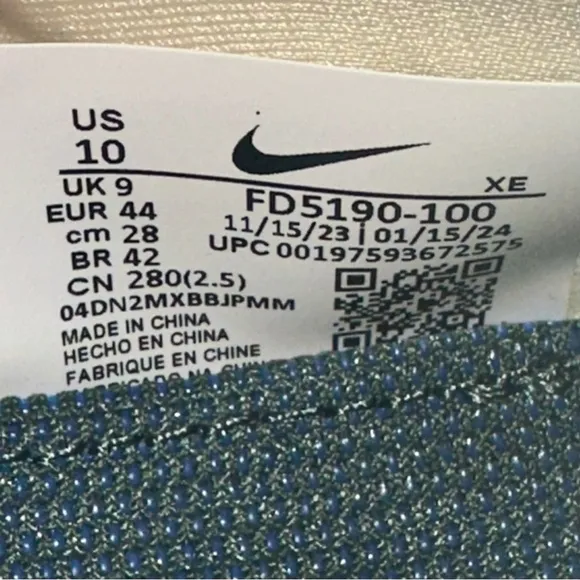 US
10
UK 9
EUR 44
cm 28
BR 42
CN 280(2.5)
04DN2MXBBJPMM
MADE IN CHINA
HECHO EN CHINA
FABRIQUE EN CHINE
XE
FD5190-100
11/15/23 | 01/15/24
UPC 00197593672575